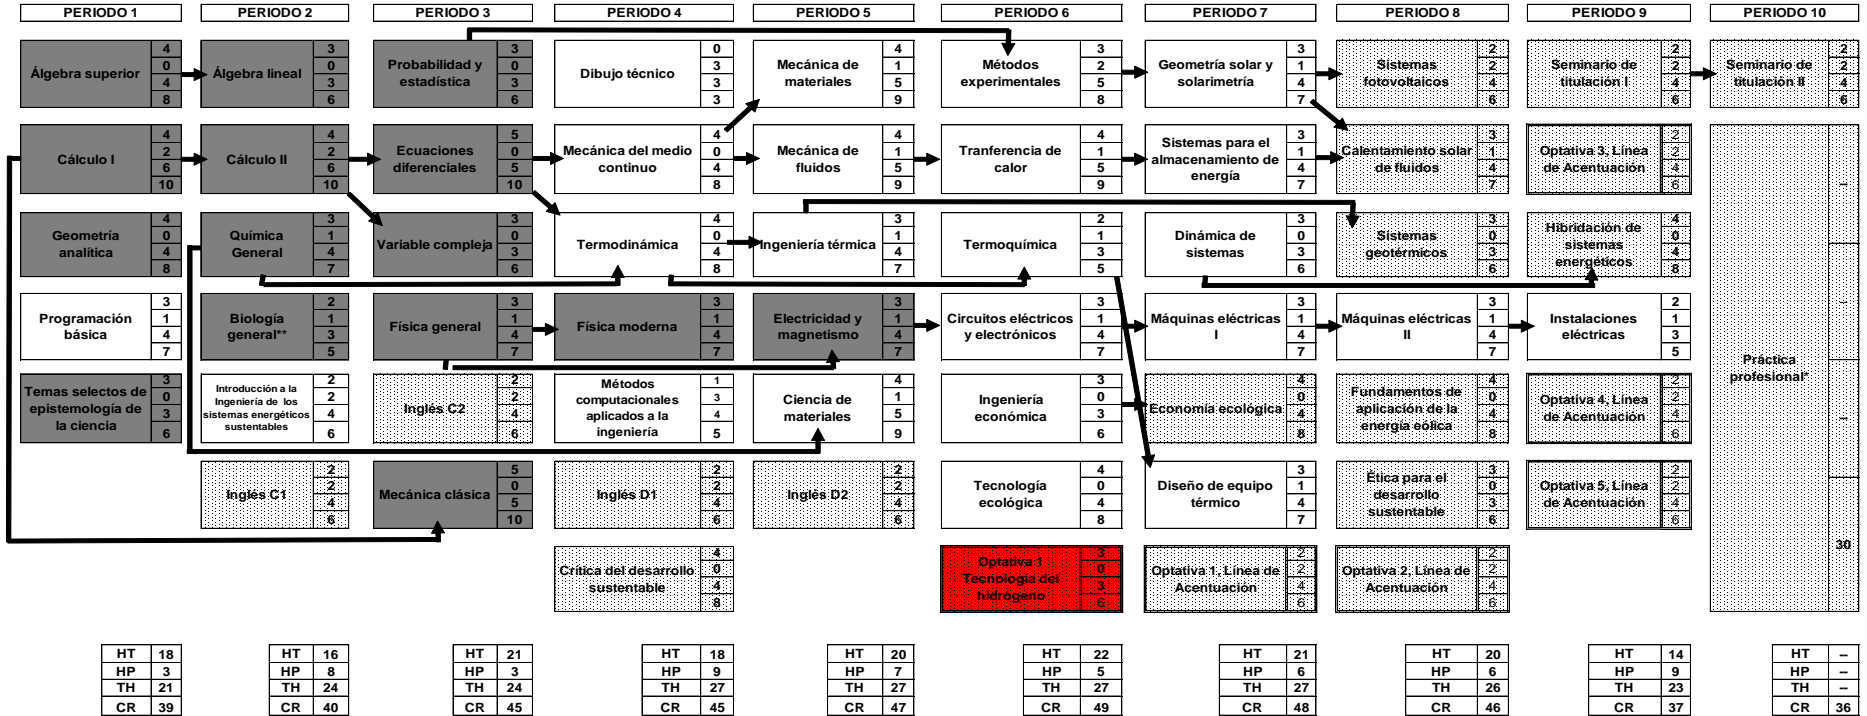 PERIODO 1
PERIODO 2
PERIODO 3
PERIODO 4
PERIODO 5
PERIODO 6
PERIODO 7
PERIODO 8
PERIODO 9
PERIODO 10
Álgebra superior
4
0
4
8
Álgebra lineal
3
0
3
6
Probabilidad y
estadística
3
0
3
6
Dibujo técnico
0
3
3
3
Mecánica de
materiales
4
1
5
9
Métodos
experimentales
3
2
5
8
Geometría solar y
solarimetría
3
1
4
7
Sistemas
fotovoltaicos
2
2
4
6
Seminario de
titulación I
2
2
4
6
Seminario de
titulación II
2
2
4
6
Cálculo I
4
2
6
10
Cálculo II
4
2
6
10
Ecuaciones
diferenciales
5
0
5
10
Mecánica del medio
continuo
4
0
4
8
Mecánica de
fluidos
4
1
5
9
Tranferencia de
calor
4
1
5
9
Sistemas para el
almacenamiento de
energía
3
1
4
7
Calentamiento solar
de fluidos
3
1
4
7
Optativa 3, Línea
de Acentuación
2
2
4
6
Geometría
analítica
4
0
4
8
Química
General
3
1
4
7
Variable compleja
3
0
3
6
Termodinámica
4
0
4
8
Ingeniería térmica
3
1
4
7
Termoquímica
2
1
3
5
Dinámica de
sistemas
3
0
3
6
Sistemas
geotérmicos
3
0
3
6
Hibridación de
sistemas
energéticos
4
0
4
8
Programación
básica
3
1
4
7
Biología
general**
2
1
3
5
Física general
3
1
4
7
Física moderna
3
1
4
7
Electricidad y
magnetismo
3
1
4
7
Circuitos eléctricos
y electrónicos
3
1
4
7
Máquinas eléctricas
I
3
1
4
7
Máquinas eléctricas
II
3
1
4
7
Instalaciones
eléctricas
2
1
3
5
Práctica
profesional*
--
--
--
30
Temas selectos de
epistemología de
la ciencia
3
0
3
6
Introducción a la
Ingeniería de los
sistemas energéticos
sustentables
2
2
4
6
Inglés C2
2
2
4
6
Métodos
computacionales
aplicados a la
ingeniería
1
3
4
5
Ciencia de
materiales
4
1
5
9
Ingeniería
económica
3
0
3
6
Economía ecológica
4
0
4
8
Fundamentos de
aplicación de la
energía eólica
4
0
4
8
Optativa 4, Línea
de Acentuación
2
2
4
6
Inglés C1
2
2
4
6
Mecánica clásica
5
0
5
10
Inglés D1
2
2
4
6
Inglés D2
2
2
4
6
Tecnología
ecológica
4
0
4
8
Diseño de equipo
térmico
3
1
4
7
Ética para el
desarrollo
sustentable
3
0
3
6
Optativa 5, Línea
de Acentuación
2
2
4
6
Crítica del desarrollo
sustentable
4
0
4
8
Optativa 1
Tecnología del
hidrógeno
3
0
3
6
Optativa 1, Línea de
Acentuación
2
2
4
6
Optativa 2, Línea de
Acentuación
2
2
4
6
HT 18
HP 3
TH 21
CR 39
HT 16
HP 8
TH 24
CR 40
HT 21
HP 3
TH 24
CR 45
HT 18
HP 9
TH 27
CR 45
HT 20
HP 7
TH 27
CR 47
HT 22
HP 5
TH 27
CR 49
HT 21
HP 6
TH 27
CR 48
HT 20
HP 6
TH 26
CR 46
HT 14
HP 9
TH 23
CR 37
HT --
HP --
TH --
CR 36